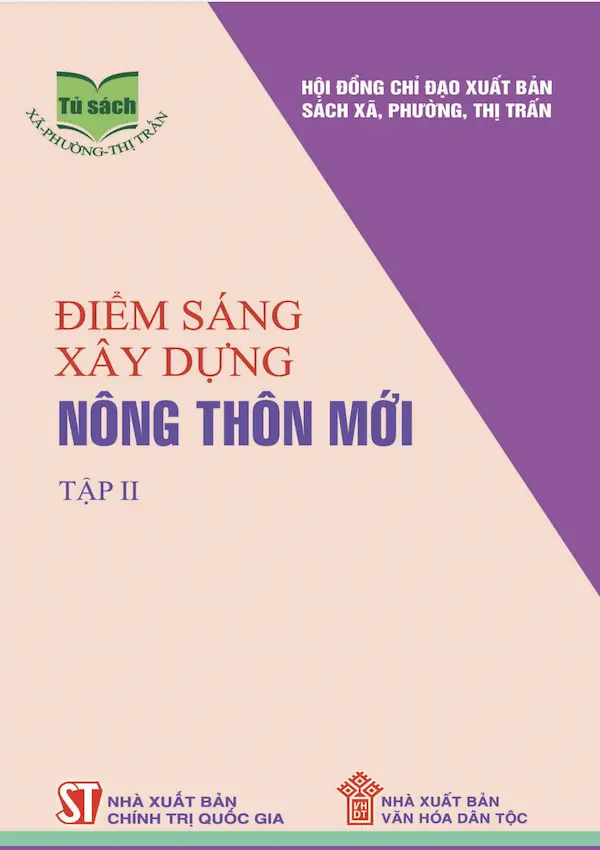 Tủ sách
XÃ-PHƯỜNG-THỊ TRẤN
HỘI ĐỒNG CHỈ ĐẠO XUẤT BẢN
SÁCH XÃ, PHƯỜNG, THỊ TRẤN
ĐIỂM SÁNG
XÂY DỰNG
NÔNG THÔN MỚI
TẬP II
ST
NHÀ XUẤT BẢN
CHÍNH TRỊ QUỐC GIA
VH
DT
NHÀ XUẤT BẢN
VĂN HÓA DÂN TỘC